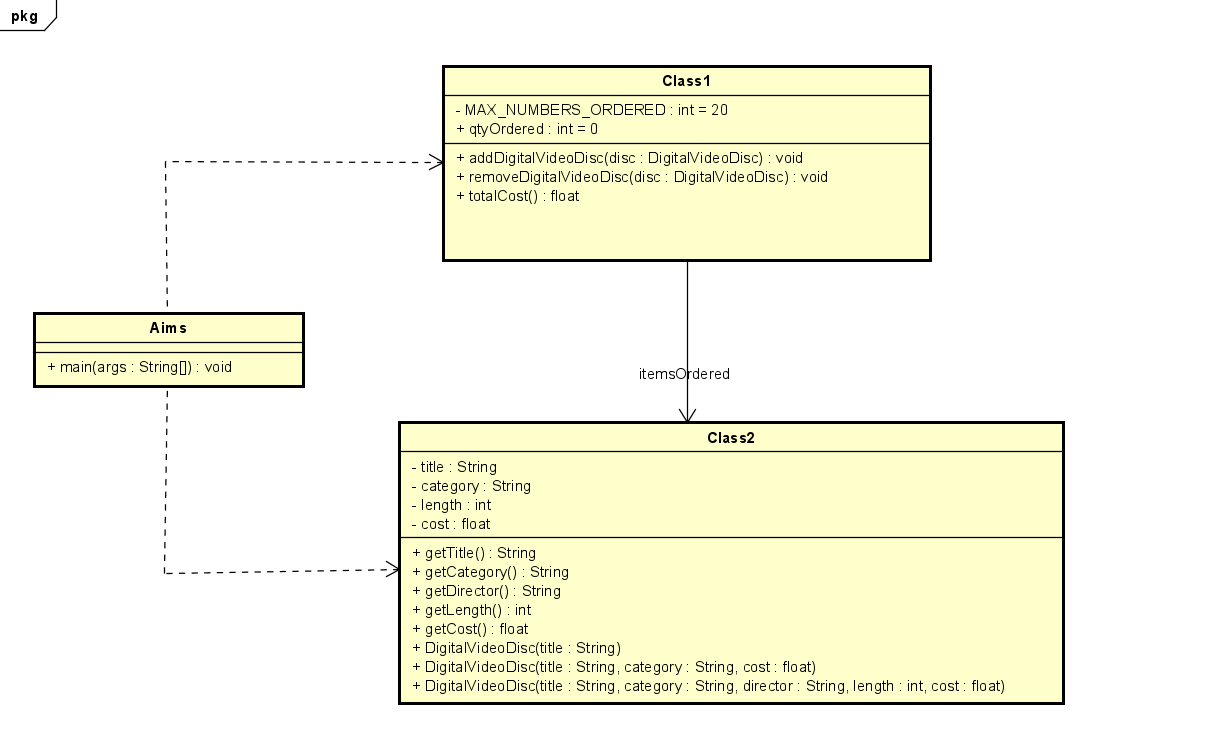 pkg
Class1
- MAX_NUMBERS_ORDERED : int = 20
+ qtyOrdered : int = 0
+ addDigitalVideoDisc(disc : DigitalVideoDisc) : void
+ removeDigitalVideoDisc(disc : DigitalVideoDisc) : void
+ totalCost() : float
Aims
+ main(args : String[]) : void
itemsOrdered
Class2
- title : String
- category : String
- length : int
- cost : float
+ getTitle() : String
+ getCategory() : String
+ getDirector() : String
+ getLength() : int
+ getCost() : float
+ DigitalVideoDisc(title : String)
+ DigitalVideoDisc(title : String, category : String, cost : float)
+ DigitalVideoDisc(title : String, category : String, director : String, length : int, cost : float)